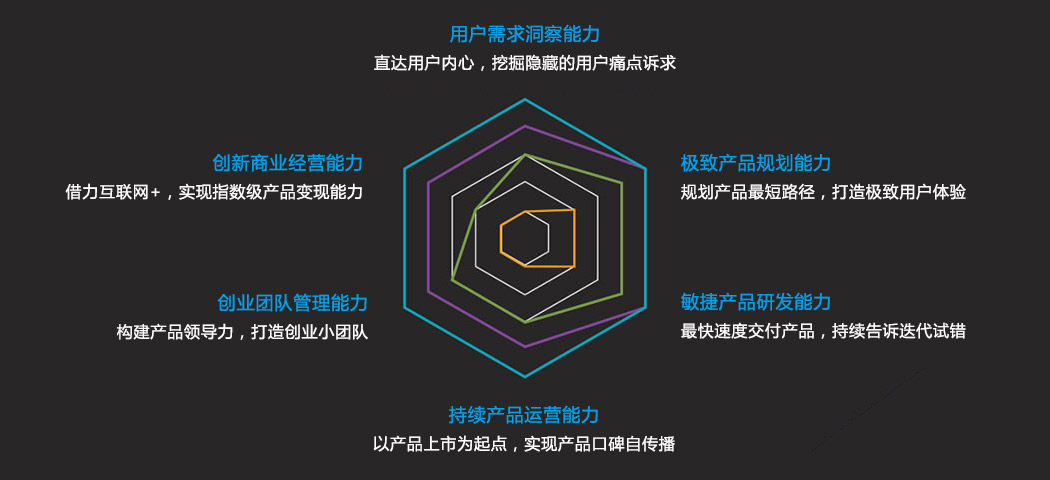 用户需求洞察能力
直达用户内心，挖掘隐藏的用户痛点诉求
创新商业经营能力
借力互联网+，实现指数级产品变现能力
极致产品规划能力
规划产品最短路径，打造极致用户体验
创业团队管理能力
构建产品领导力，打造创业小团队
敏捷产品研发能力
最快速度交付产品，持续告诉迭代试错
持续产品运营能力
以产品上市为起点，实现产品口碑自传播